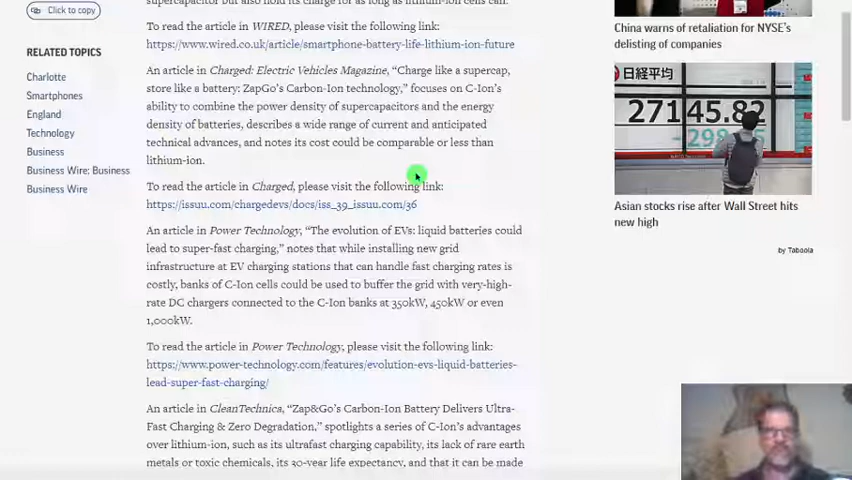 Click to copy
RELATED TOPICS
Charlotte
Smartphones
England
Technology
Business
Business Wire: Business
Business Wire
supercapacitor but also hold its charge for as long as lithium-ion cells can.
To read the article in WIRED, please visit the following link:
https://www.wired.co.uk/article/smartphone-battery-life-lithium-ion-future
An article in Charged: Electric Vehicles Magazine, “Charge like a supercap,
store like a battery: ZapGo’s Carbon-Ion technology,” focuses on C-Ion’s
ability to combine the power density of supercapacitors and the energy
density of batteries, describes a wide range of current and anticipated
technical advances, and notes its cost could be comparable or less than
lithium-ion.
To read the article in Charged, please visit the following link:
https://issuu.com/chargedevs/docs/iss_39_issuu.com/36
An article in Power Technology, “The evolution of EVs: liquid batteries could
lead to super-fast charging,” notes that while installing new grid
infrastructure at EV charging stations that can handle fast charging rates is
costly, banks of C-Ion cells could be used to buffer the grid with very-high-
rate DC chargers connected to the C-Ion banks at 350kW, 450kW or even
1,000kW.
To read the article in Power Technology, please visit the following link:
https://www.power-technology.com/features/evolution-evs-liquid-batteries-
lead-super-fast-charging/
An article in CleanTechnica, “Zap&Go’s Carbon-Ion Battery Delivers Ultra-
Fast Charging & Zero Degradation,” spotlights a series of C-Ion’s advantages
over lithium-ion, such as its ultrafast charging capability, its lack of rare earth
metals or toxic chemicals, its 30-year life expectancy, and that it can be made
China warns of retaliation for NYSE’s
delisting of companies
日経平均
27145.82
Asian stocks rise after Wall Street hits
new high
by Taboola